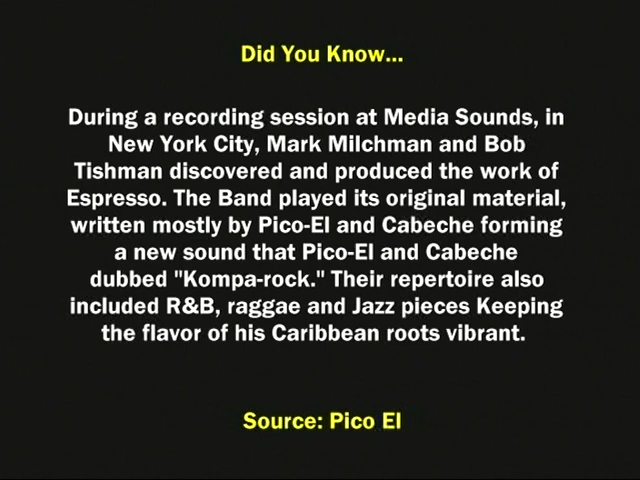 Did You Know...
During a recording session at Media Sounds, in
New York City, Mark Milchman and Bob
Tishman discovered and produced the work of
Espresso. The Band played its original material,
written mostly by Pico-El and Cabeche forming
a new sound that Pico-El and Cabeche
dubbed "Kompa-rock." Their repertoire also
included R&B, raggae and Jazz pieces Keeping
the flavor of his Caribbean roots vibrant.
Source: Pico El